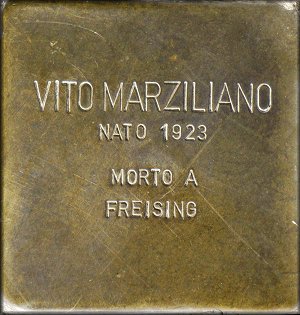 VITO MARZILIANO
NATO 1923
MORTO A
FREISING